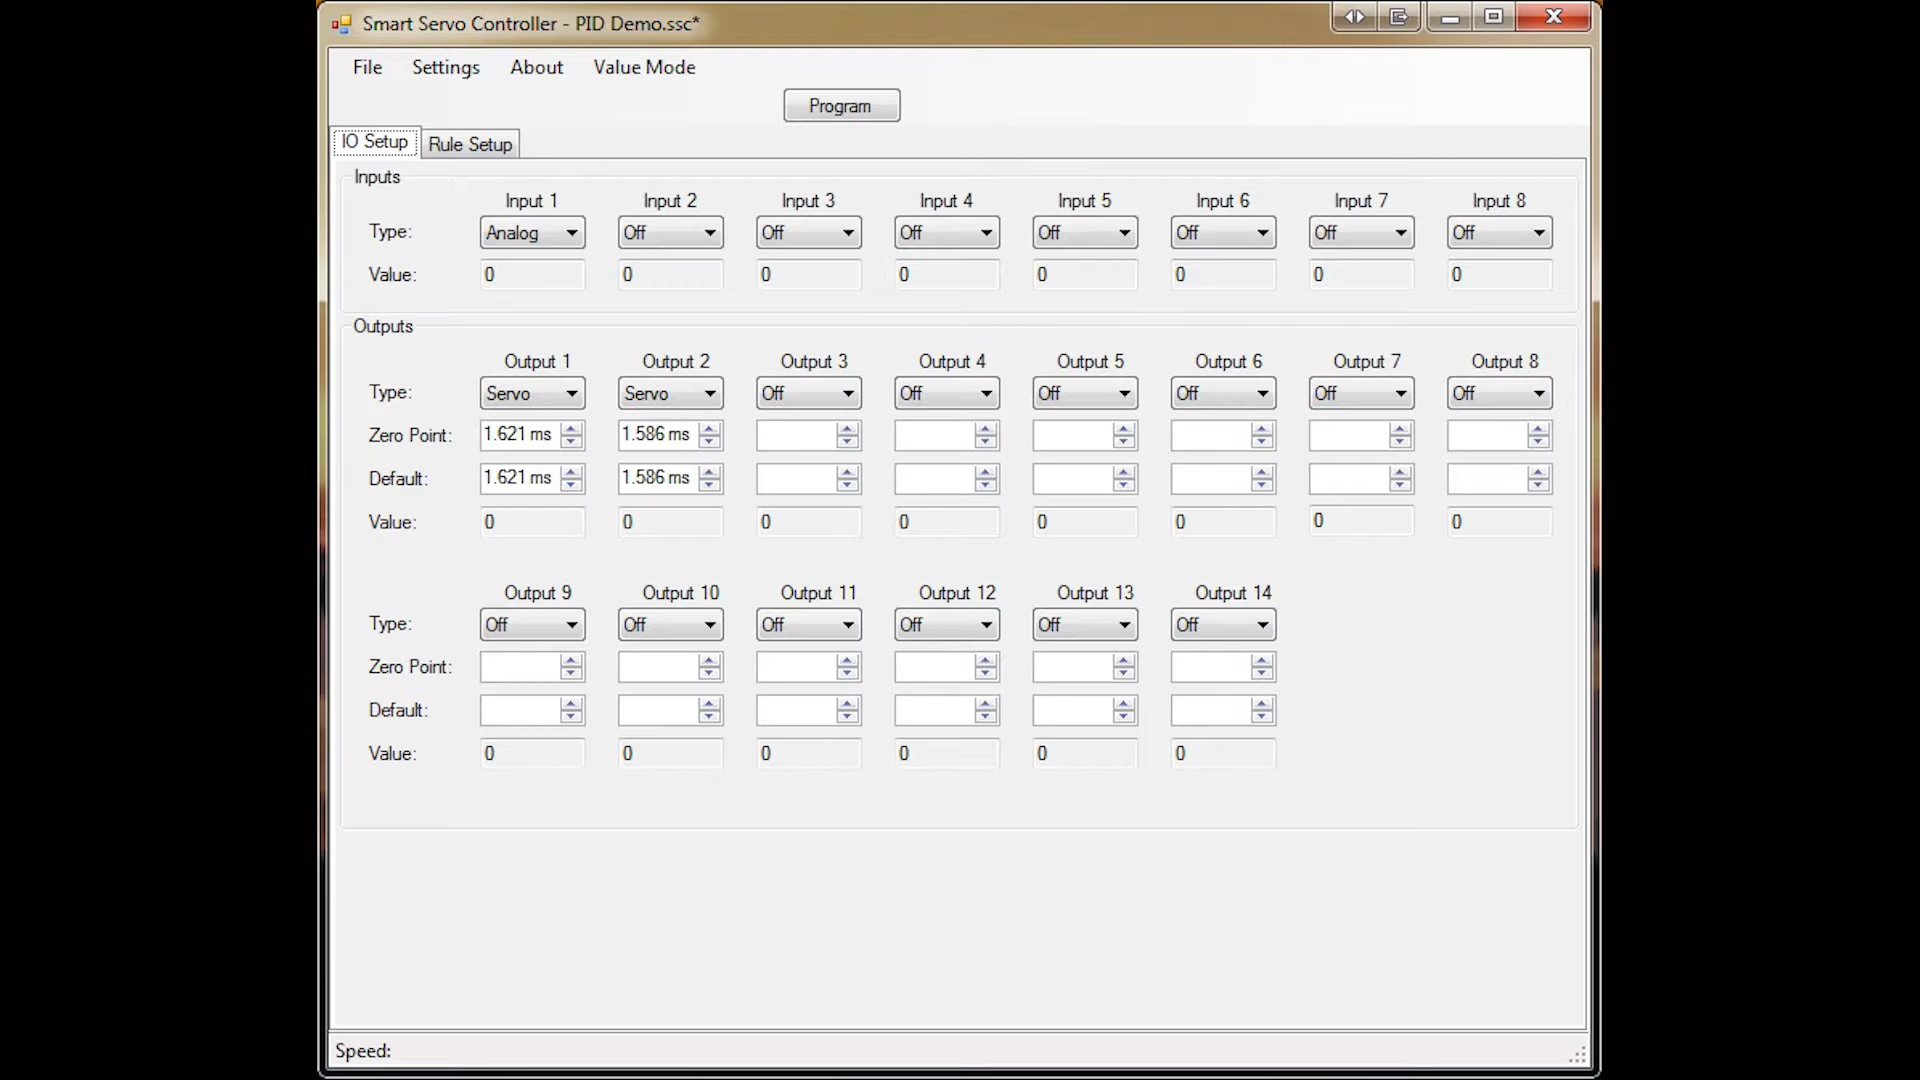 Smart Servo Controller - PID Demo.ssc*
File Settings About Value Mode
Program
IO Setup Rule Setup
Inputs
Input 1 Input 2 Input 3 Input 4 Input 5 Input 6 Input 7 Input 8
Type: Analog Off Off Off Off Off Off Off
Value: 0 0 0 0 0 0 0 0
Outputs
Output 1 Output 2 Output 3 Output 4 Output 5 Output 6 Output 7 Output 8
Type: Servo Servo Off Off Off Off Off Off
Zero Point: 1.621 ms 1.586 ms
Default: 1.621 ms 1.586 ms
Value: 0 0 0 0 0 0 0 0
Output 9 Output 10 Output 11 Output 12 Output 13 Output 14
Type: Off Off Off Off Off Off
Zero Point:
Default:
Value: 0 0 0 0 0 0
Speed: